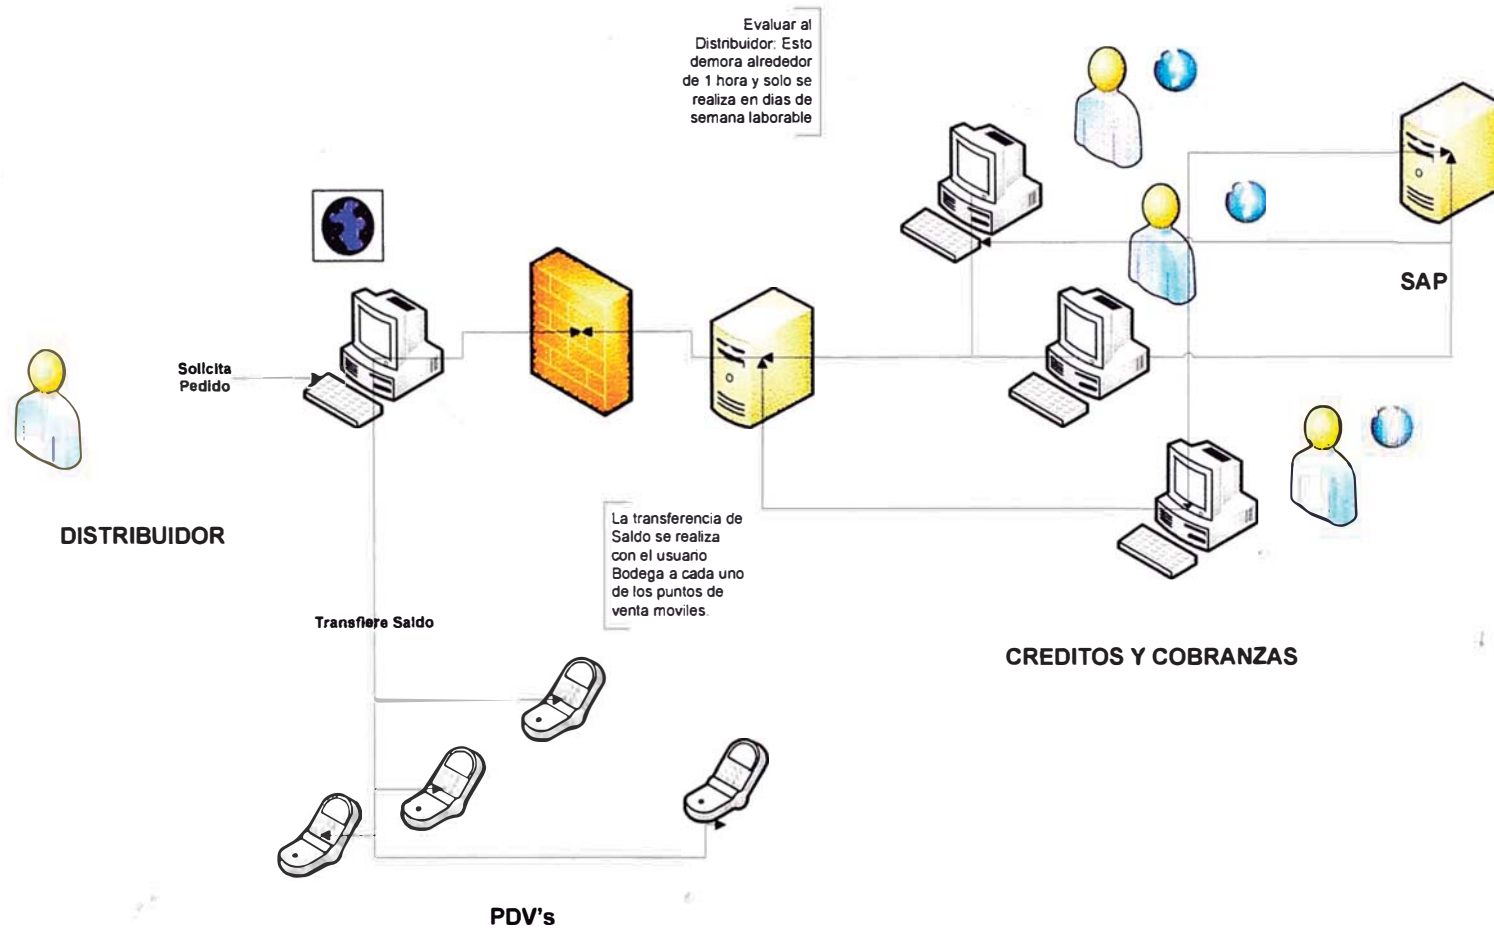 Evaluar al
Distribuidor: Esto
demora alrededor
de 1 hora y solo se
realiza en dias de
semana laborable
SAP
Solicita
Pedido
DISTRIBUIDOR
La transferencia de
Saldo se realiza
con el usuario
Bodega a cada uno
de los puntos de
venta moviles.
Transfiere Saldo
CREDITOS Y COBRANZAS
PDV's